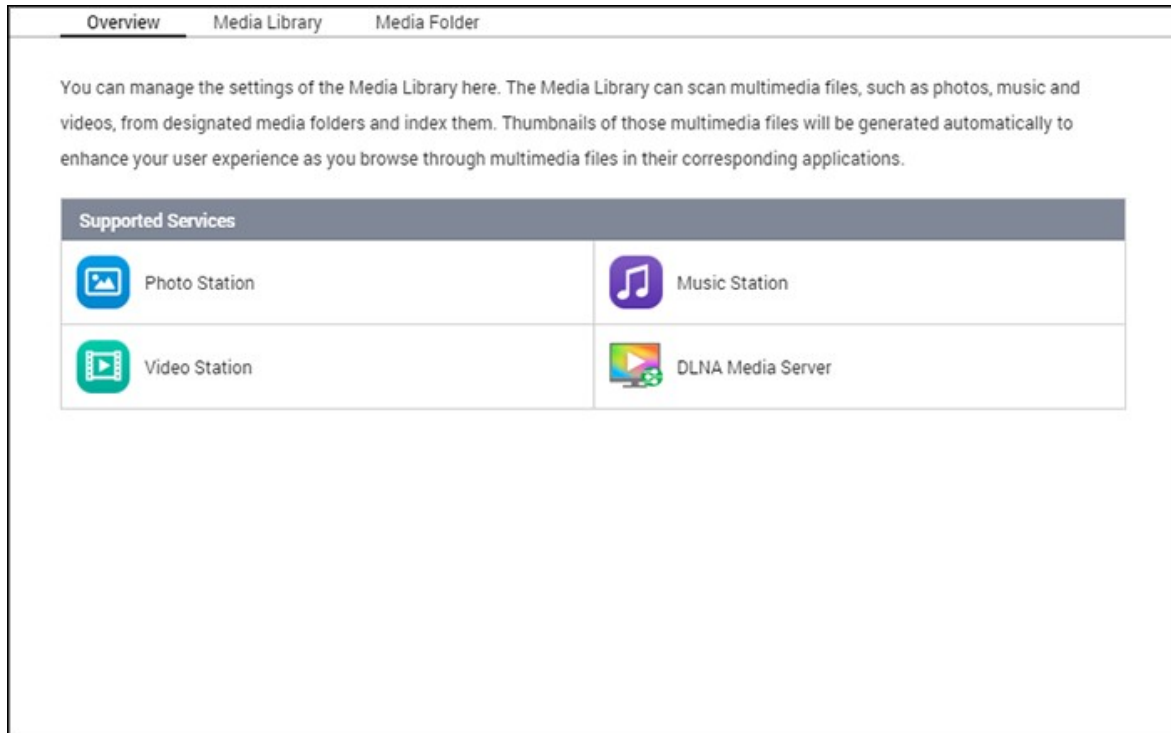 Overview Media Library Media Folder
You can manage the settings of the Media Library here. The Media Library can scan multimedia files, such as photos, music and
videos, from designated media folders and index them. Thumbnails of those multimedia files will be generated automatically to
enhance your user experience as you browse through multimedia files in their corresponding applications.
Supported Services
Photo Station Music Station
Video Station DLNA Media Server